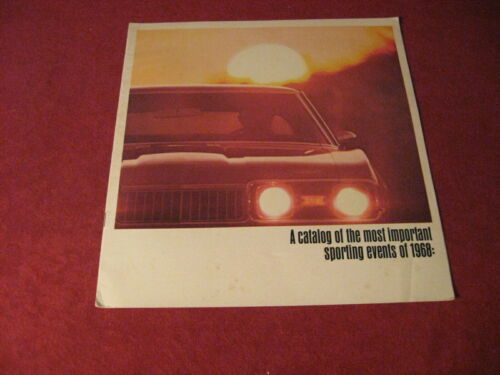 A catalog of the most important
sporting events of 1968: